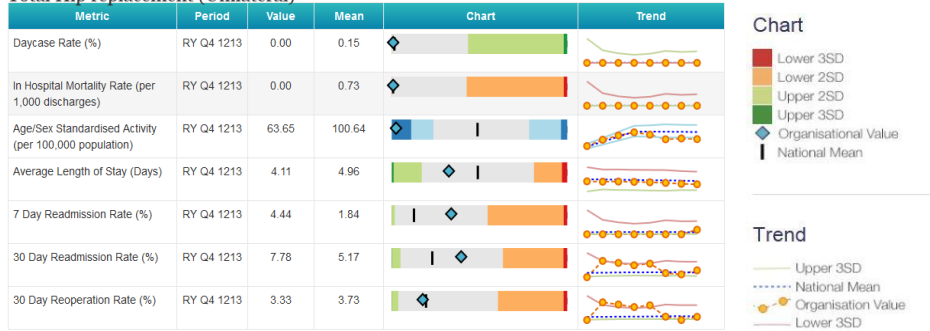 Total Hip replacement (Unilateral)
Metric Period Value Mean Chart Trend
Daycase Rate (%) RY Q4 1213 0.00 0.15
In Hospital Mortality Rate (per
1,000 discharges) RY Q4 1213 0.00 0.73
Age/Sex Standardised Activity
(per 100,000 population) RY Q4 1213 63.65 100.64
Average Length of Stay (Days) RY Q4 1213 4.11 4.96
7 Day Readmission Rate (%) RY Q4 1213 4.44 1.84
30 Day Readmission Rate (%) RY Q4 1213 7.78 5.17
30 Day Reoperation Rate (%) RY Q4 1213 3.33 3.73
Chart
Lower 3SD
Lower 2SD
Upper 2SD
Upper 3SD
Organisational Value
National Mean
Trend
Upper 3SD
National Mean
Organisation Value
Lower 3SD